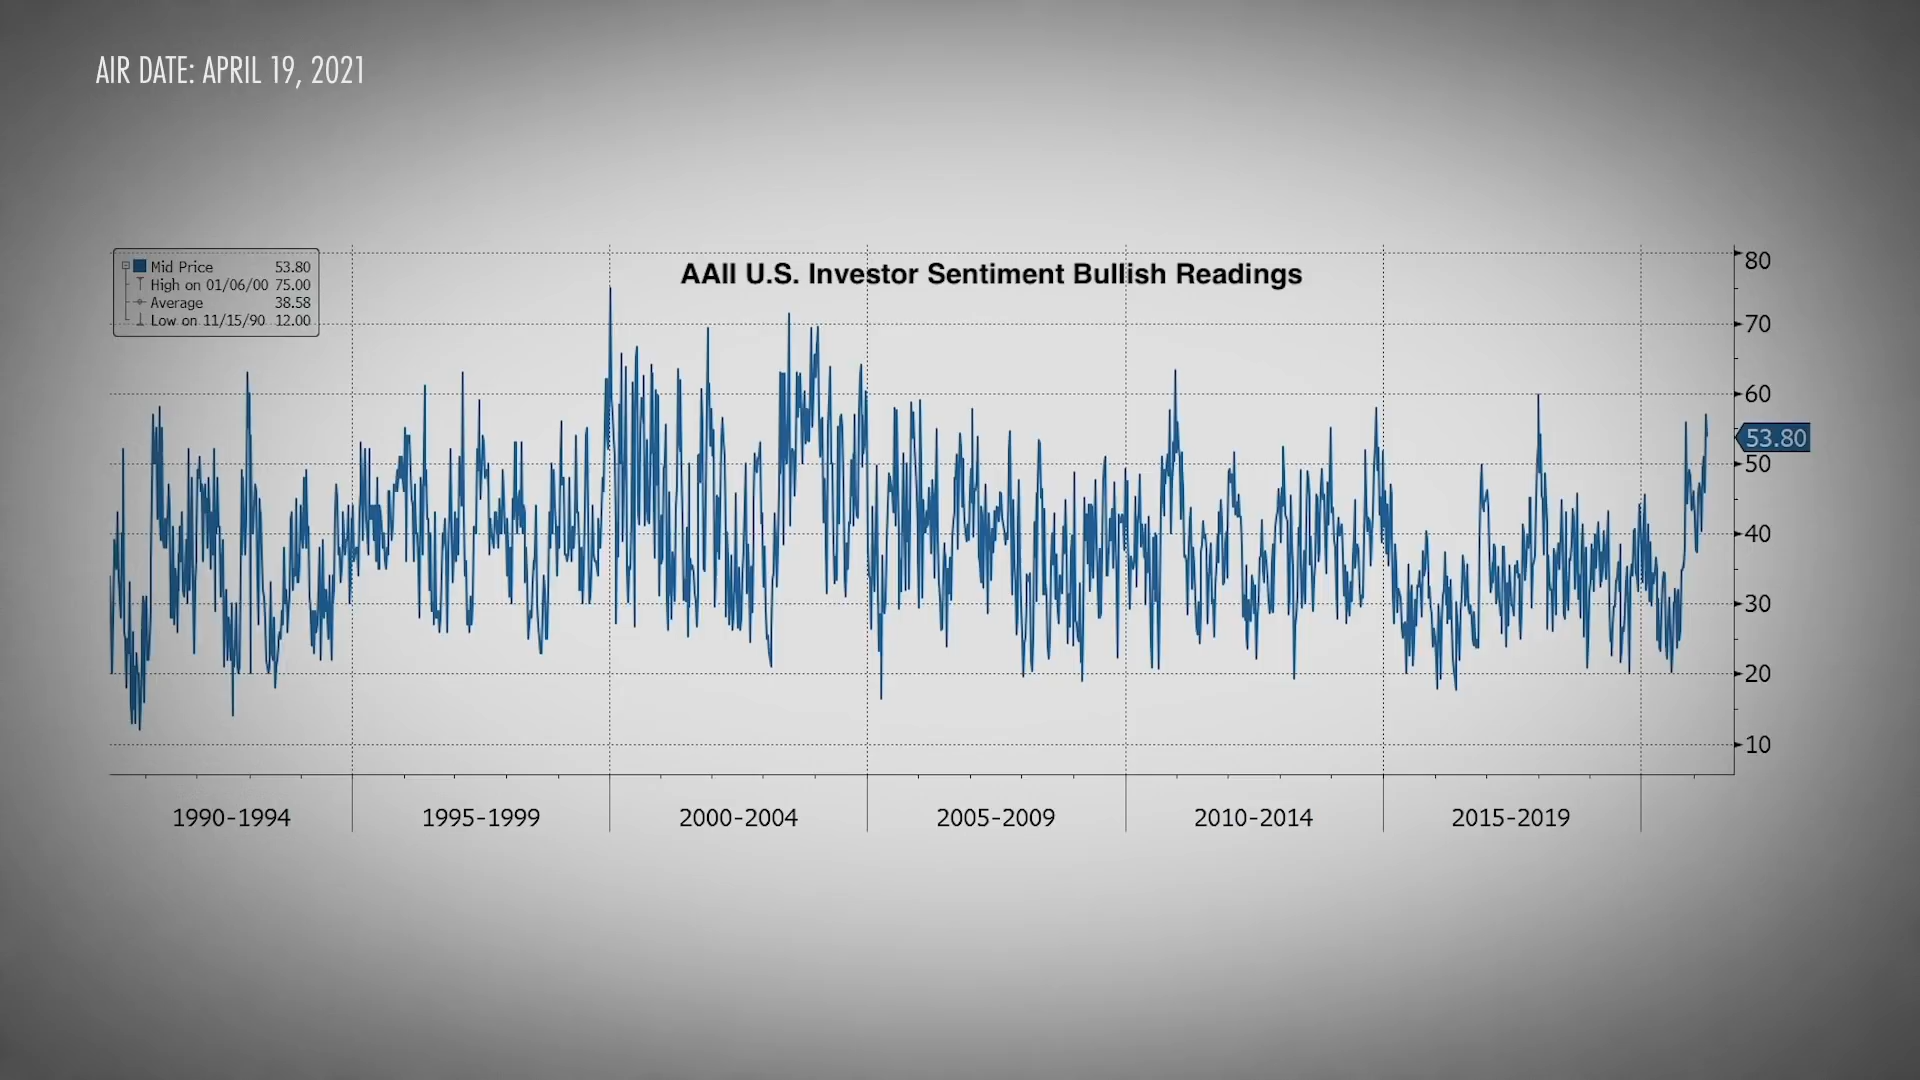 AIR DATE: APRIL 19, 2021
AAII U.S. Investor Sentiment Bullish Readings
Mid Price 53.80
High on 01/06/00 75.00
Average 38.58
Low on 11/15/90 12.00
80
70
60
53.80
50
40
30
20
10
1990-1994 1995-1999 2000-2004 2005-2009 2010-2014 2015-2019